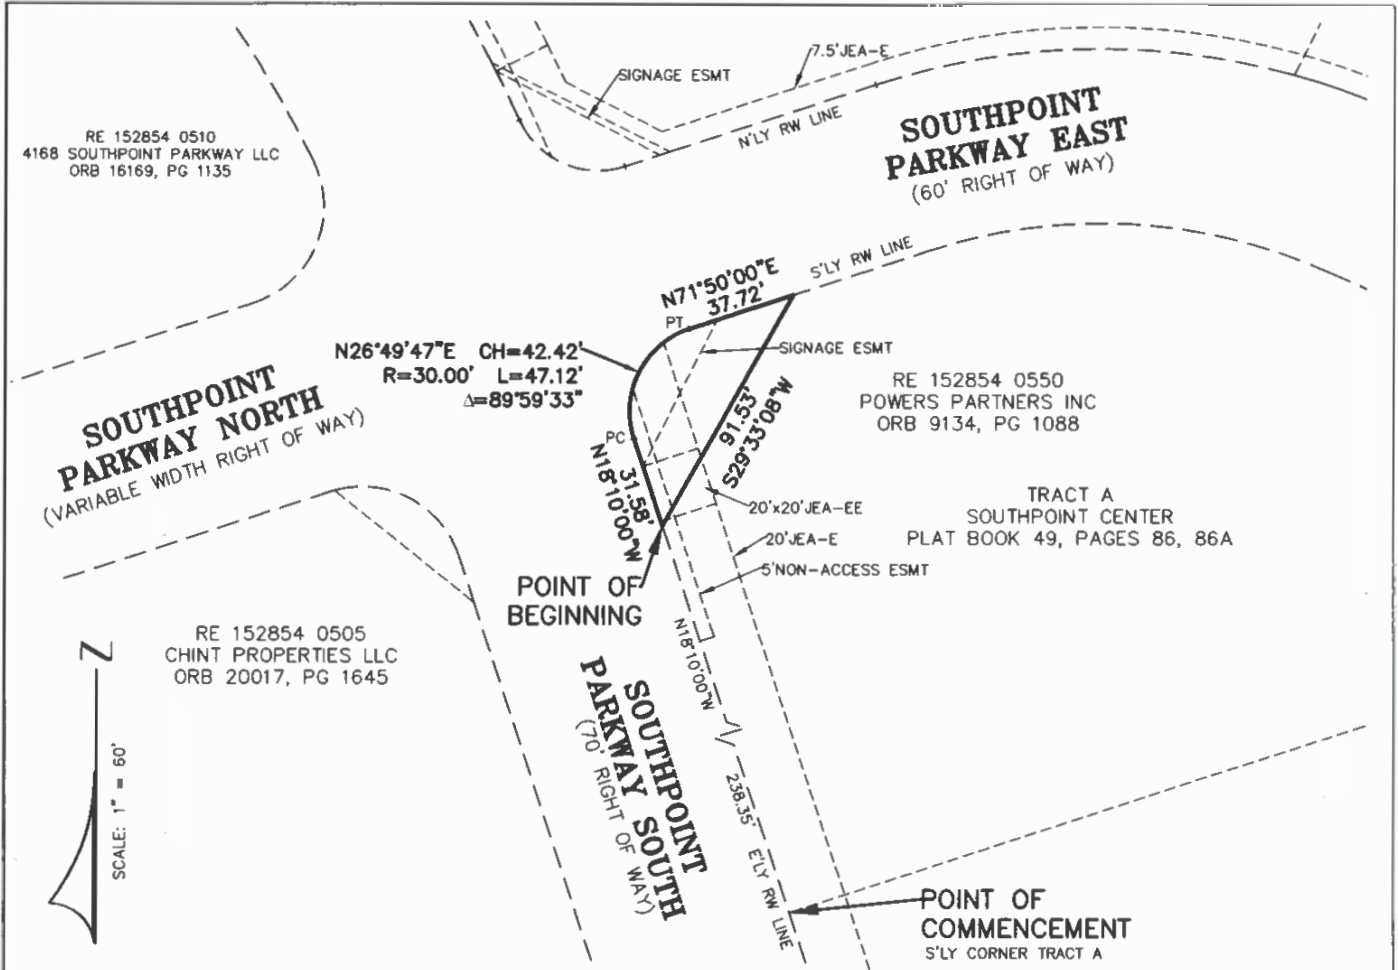 SIGNAGE ESMT
7.5'JEA-E
RE 152854 0510
4168 SOUTHPOINT PARKWAY LLC
ORB 16169, PG 1135
N'LY RW LINE
SOUTHPOINT
PARKWAY EAST
(60' RIGHT OF WAY)
S'LY RW LINE
N71°50'00"E
37.72'
PT
N26°49'47"E CH=42.42'
R=30.00' L=47.12'
Δ=89°59'33"
SIGNAGE ESMT
SOUTHPOINT
PARKWAY NORTH
(VARIABLE WIDTH RIGHT OF WAY)
RE 152854 0550
POWERS PARTNERS INC
ORB 9134, PG 1088
91.53'
S29°33'08"W
PC
31.58'
N18°10'00"W
20'x20'JEA-EE
20'JEA-E
5'NON-ACCESS ESMT
TRACT A
SOUTHPOINT CENTER
PLAT BOOK 49, PAGES 86, 86A
POINT OF
BEGINNING
RE 152854 0505
CHINT PROPERTIES LLC
ORB 20017, PG 1645
N18°10'00"W
SOUTHPOINT
PARKWAY SOUTH
(70' RIGHT OF WAY)
238.35'
E'LY RW LINE
Z
SCALE: 1" = 60'
POINT OF
COMMENCEMENT
S'LY CORNER TRACT A